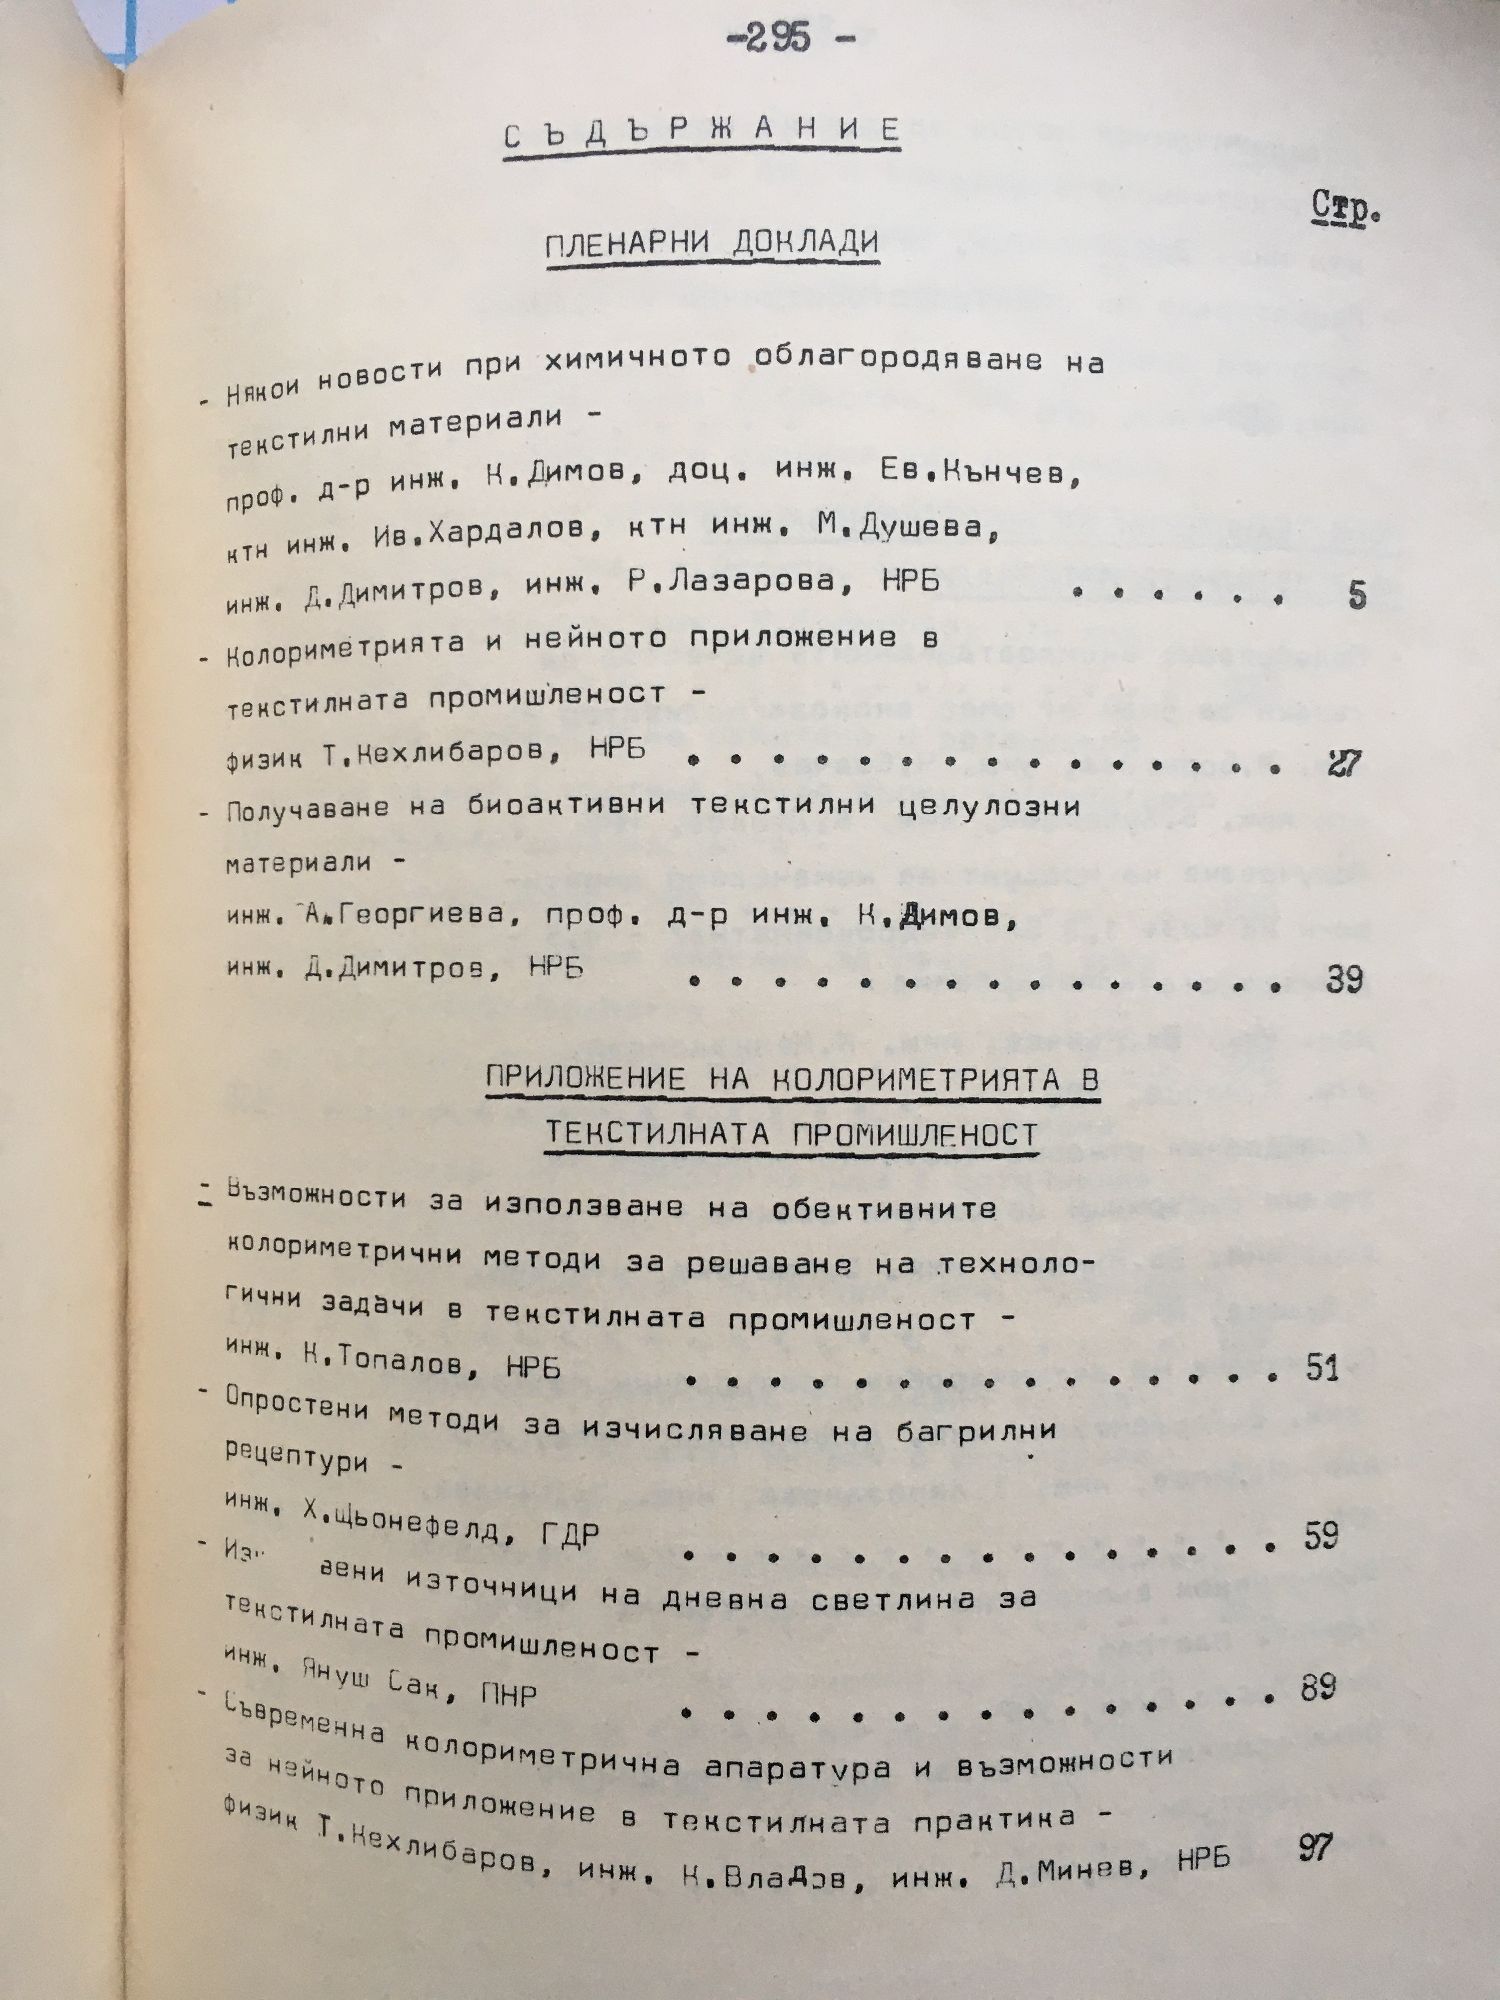 -295 -
СЪДЪРЖАНИЕ
Стр.
ПЛЕНАРНИ ДОКЛАДИ
- Някои новости при химичното облагородяване на
текстилни материали -
проф. д-р инж. К.Димов, доц. инж. Ев.Кънчев,
ктн инж. Ив.Хардалов, ктн инж. М.Душева,
инж. Д.Димитров, инж. Р.Лазарова, НРБ . . . . . . 5
- Колориметрията и нейното приложение в
текстилната промишленост -
физик Т.Кехлибаров, НРБ . . . . . . . . . . . . . . . 27
- Получаване на биоактивни текстилни целулозни
материали -
инж. А.Георгиева, проф. д-р инж. К.Димов,
инж. Д.Димитров, НРБ . . . . . . . . . . . . . . . 39
ПРИЛОЖЕНИЕ НА КОЛОРИМЕТРИЯТА В
ТЕКСТИЛНАТА ПРОМИШЛЕНОСТ
- Възможности за използване на обективните
колориметрични методи за решаване на техноло-
гични задачи в текстилната промишленост -
инж. К.Топалов, НРБ . . . . . . . . . . . . . . . 51
- Опростени методи за изчисляване на багрилни
рецептури -
инж. Х.Щьонефелд, ГДР . . . . . . . . . . . . . . . 59
- източници на дневна светлина за
текстилната промишленост -
инж. Януш Сак, ПНР . . . . . . . . . . . . . . . 89
- Съвременна колориметрична апаратура и възможности
за нейното приложение в текстилната практика -
физик Т.Кехлибаров, инж. К.Владов, инж. Д.Минев, НРБ 97